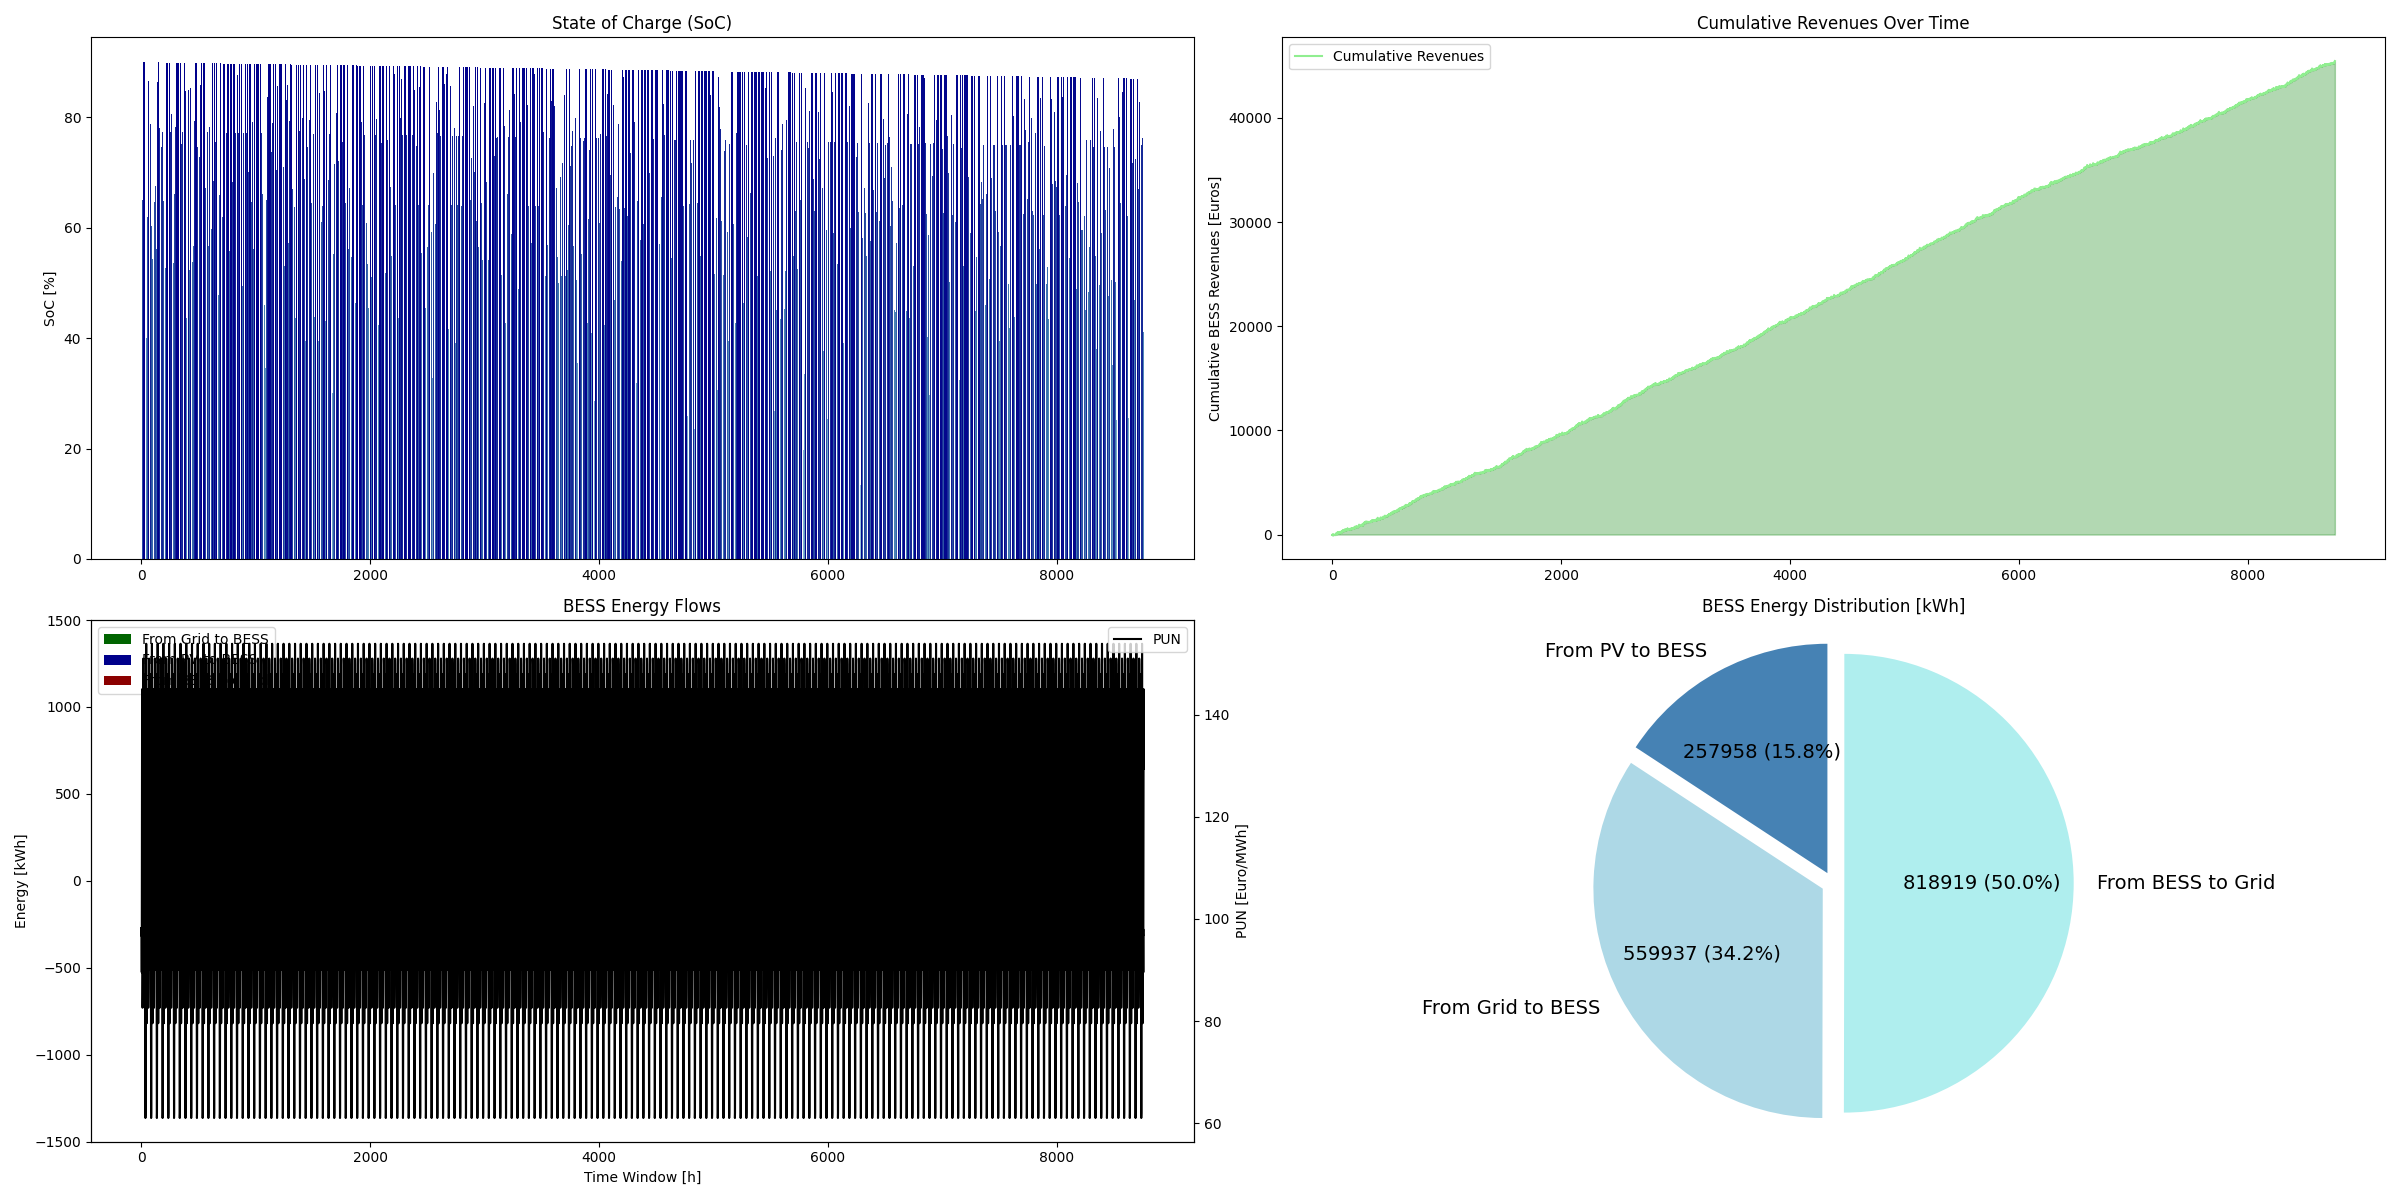 State of Charge (SoC)
SoC [%]
80
60
40
20
0
0 2000 4000 6000 8000
Cumulative Revenues Over Time
Cumulative Revenues
Cumulative BESS Revenues [Euros]
40000
30000
20000
10000
0
0 2000 4000 6000 8000
BESS Energy Flows
From Grid to BESS
From PV to BESS
PUN
Energy [kWh]
1500
1000
500
0
−500
−1000
−1500
0 2000 4000 6000 8000
Time Window [h]
140
120
100
80
60
PUN [Euro/MWh]
BESS Energy Distribution [kWh]
From PV to BESS
257958 (15.8%)
818919 (50.0%)
From BESS to Grid
559937 (34.2%)
From Grid to BESS